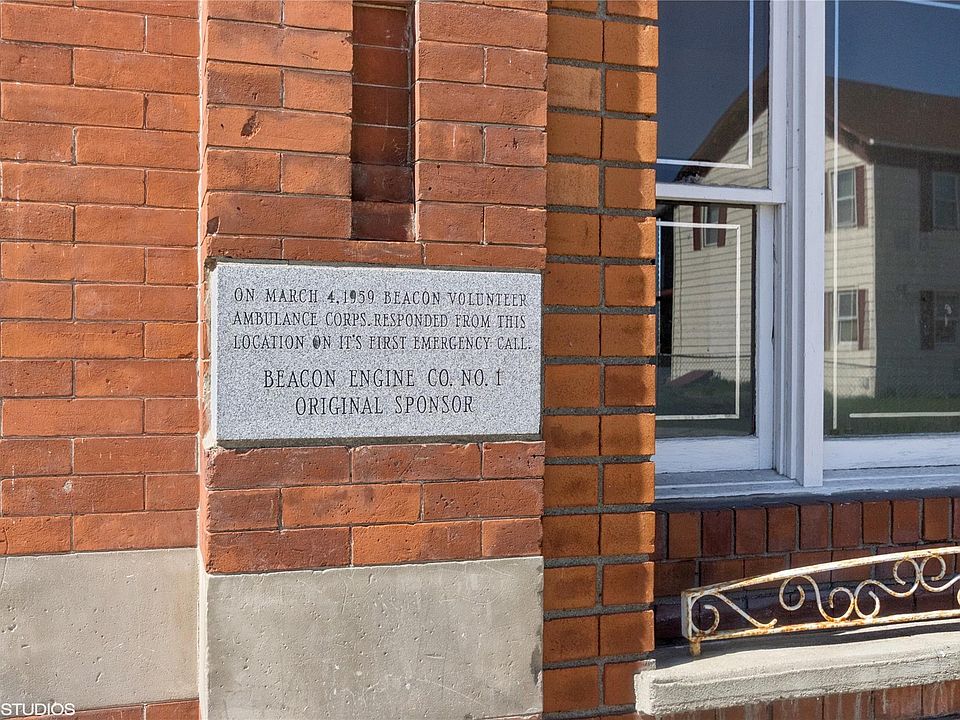 ON MARCH 4, 1959 BEACON VOLUNTEER
AMBULANCE CORPS. RESPONDED FROM THIS
LOCATION ON IT'S FIRST EMERGENCY CALL.
BEACON ENGINE CO. NO. 1
ORIGINAL SPONSOR
STUDIOS